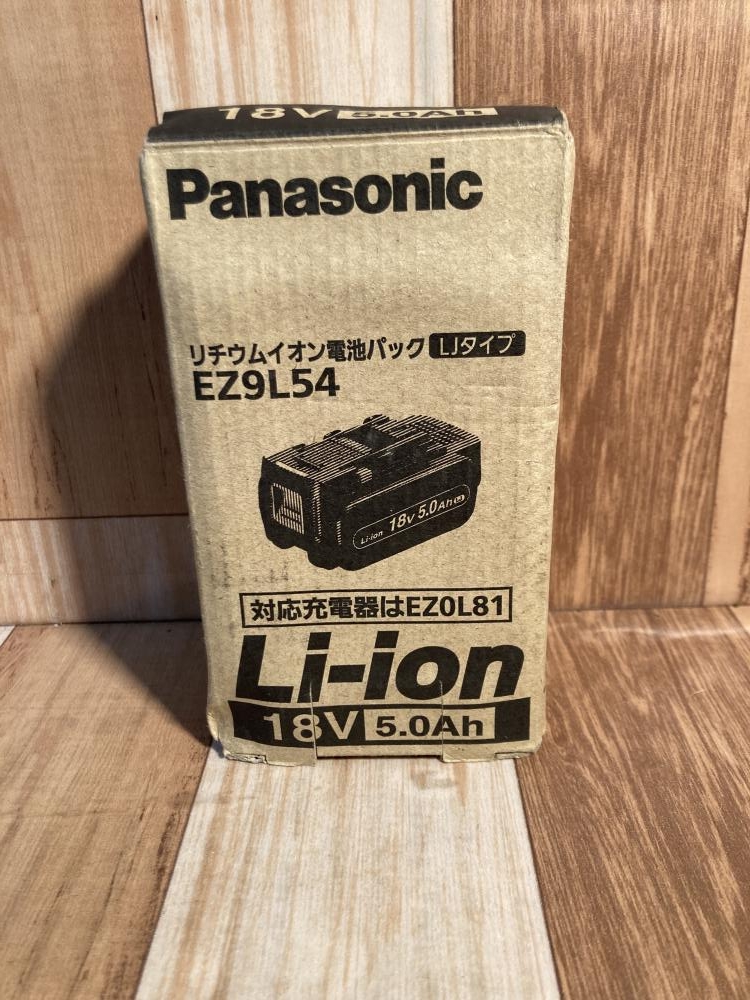 18V 5.0Ah
Panasonic
リチウムイオン電池パック LJタイプ
EZ9L54
Li-ion 18V 5.0Ah LJ
対応充電器はEZ0L81
Li-ion
18V 5.0Ah